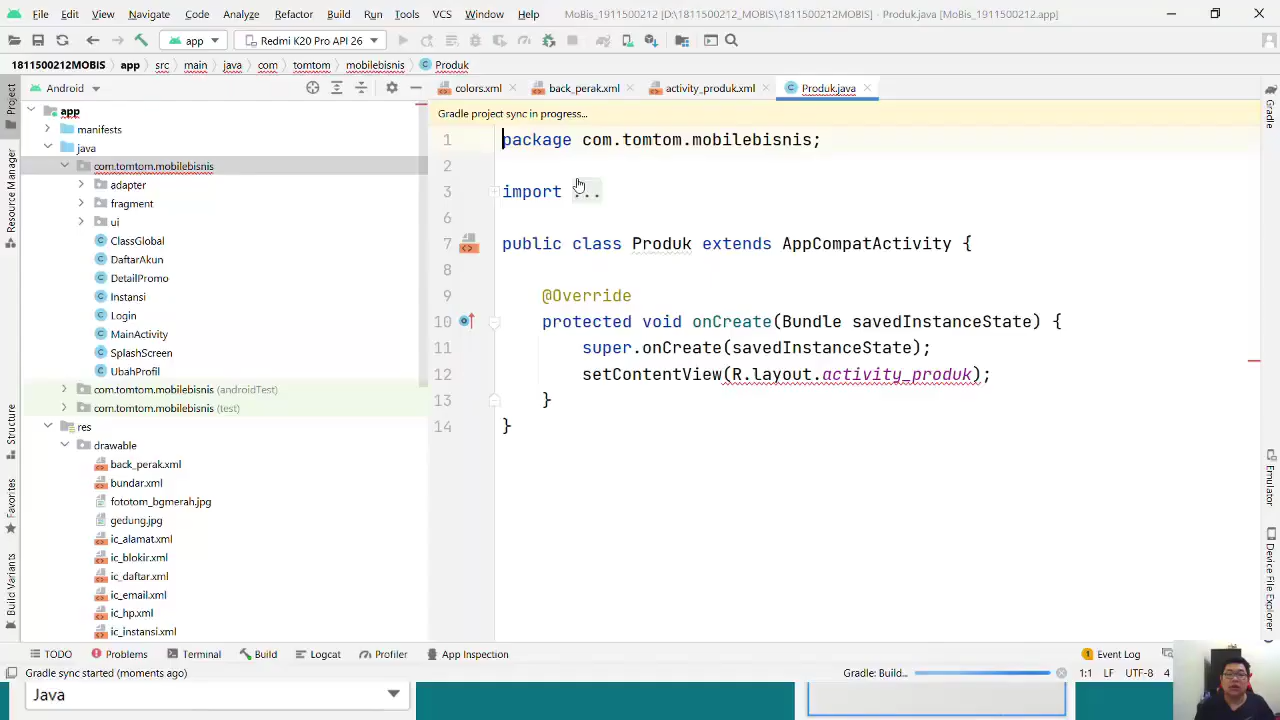 File Edit View Navigate Code Analyze Refactor Build Run Tools VCS Window Help MoBis_1911500212 [D:\1811500212_MOBIS\1811500212MOBIS] - Produk.java [MoBis_1911500212.app]
app Redmi K20 Pro API 26
1811500212MOBIS app src main java com tomtom mobilebisnis Produk
Android
colors.xml back_perak.xml activity_produk.xml Produk.java
Gradle project sync in progress...
Project
Resource Manager
Structure
Favorites
Build Variants
app
manifests
java
com.tomtom.mobilebisnis
adapter
fragment
ui
ClassGlobal
DaftarAkun
DetailPromo
Instansi
Login
MainActivity
SplashScreen
UbahProfil
com.tomtom.mobilebisnis (androidTest)
com.tomtom.mobilebisnis (test)
res
drawable
back_perak.xml
bundar.xml
fototom_bgmerah.jpg
gedung.jpg
ic_alamat.xml
ic_blokir.xml
ic_daftar.xml
ic_email.xml
ic_hp.xml
ic_instansi.xml
1 package com.tomtom.mobilebisnis;
2
3 import ...
6
7 public class Produk extends AppCompatActivity {
8
9 @Override
10 protected void onCreate(Bundle savedInstanceState) {
11 super.onCreate(savedInstanceState);
12 setContentView(R.layout.activity_produk);
13 }
14 }
Gradle
Emulator
Device File Explorer
TODO Problems Terminal Build Logcat Profiler App Inspection 1 Event Log
Gradle sync started (moments ago) Gradle: Build... 1:1 LF UTF-8 4
Java